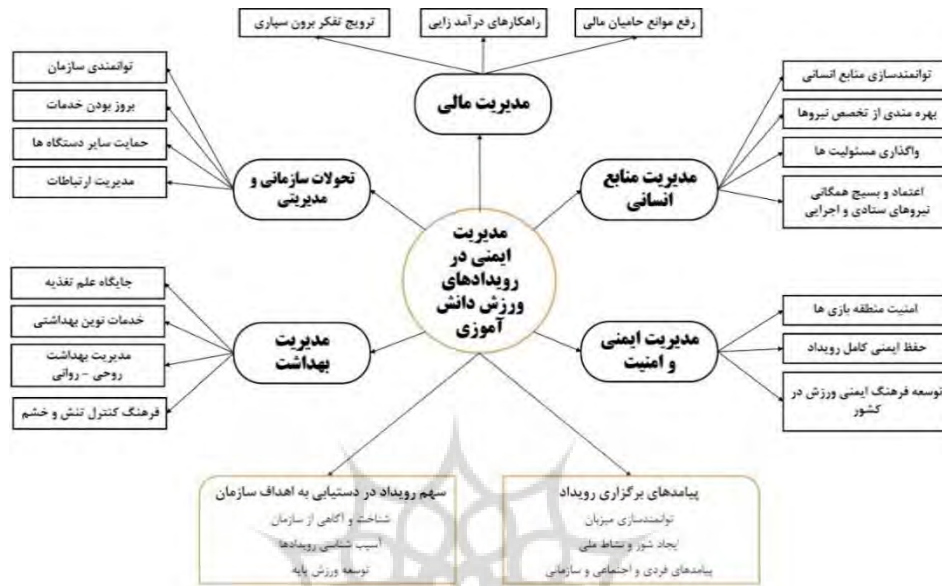 رفع موانع حامیان مالی
راهکارهای درآمد زایی
ترویج تفکر برون سپاری
مدیریت مالی
توانمندسازی منابع انسانی
بهره مندی از تخصص نیروها
واگذاری مسئولیت ها
اعتماد و بسیج همگانی
نیروهای ستادی و اجرایی
مدیریت منابع
انسانی
توانمندی سازمان
بروز بودن خدمات
حمایت سایر دستگاه ها
مدیریت ارتباطات
تحولات سازمانی و
مدیریتی
مدیریت
ایمنی در
رویدادهای
ورزش دانش
آموزی
امنیت منطقه بازی ها
حفظ ایمنی کامل رویداد
توسعه فرهنگ ایمنی ورزش در
کشور
مدیریت ایمنی
و امنیت
جایگاه علم تغذیه
خدمات نوین بهداشتی
مدیریت بهداشت
روحی - روانی
فرهنگ کنترل تنش و خشم
مدیریت
بهداشت
پیامدهای برگزاری رویداد
توانمندسازی میزبان
ایجاد شور و نشاط ملی
پیامدهای فردی و اجتماعی و سازمانی
سهم رویداد در دستیابی به اهداف سازمان
شناخت و آگاهی از سازمان
آسیب شناسی رویدادها
توسعه ورزش پایه